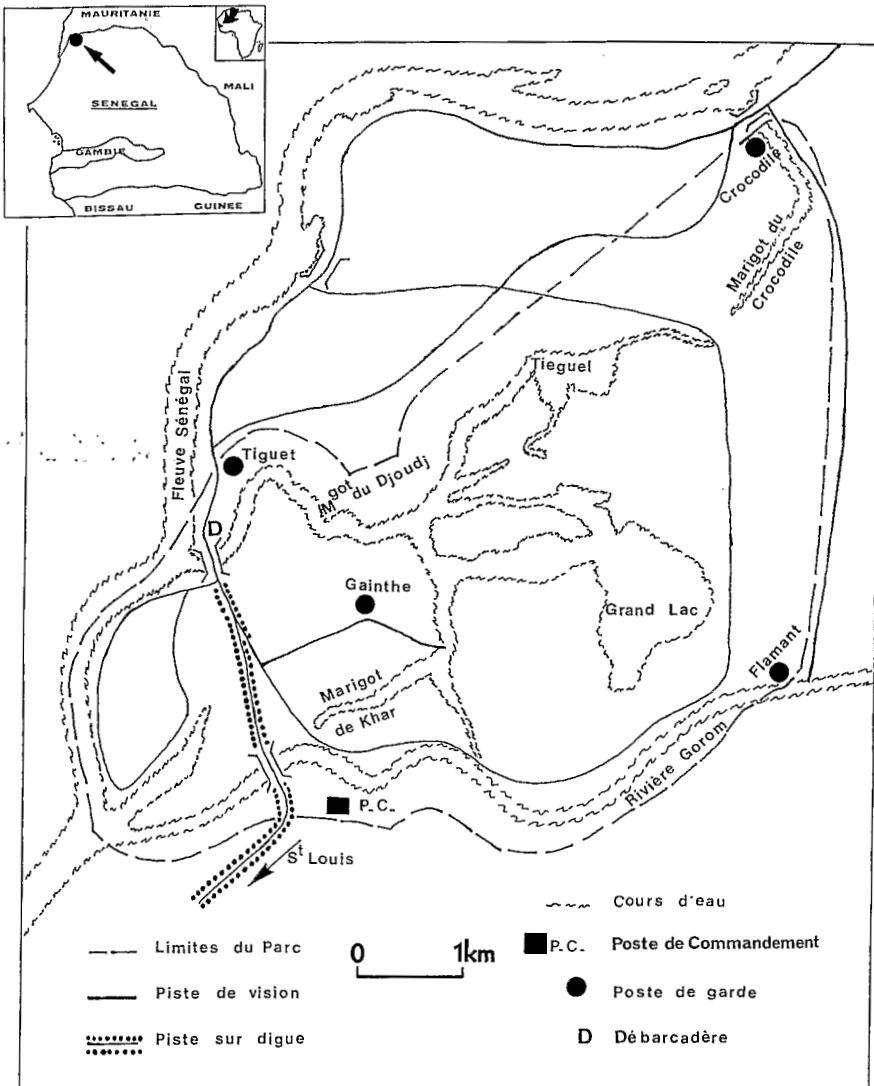 MAURITANIE
MALI
SENEGAL
GAMBIE
BISSAU
GUINEE
Crocodile
Marigot du
Crocodile
Tieguel
Fleuve Sénégal
Tiguet
Mgot
du Djoudj
D
Gainthe
Grand Lac
Flamant
Marigot
de Khar
Rivière Gorom
P.C.
St Louis
Cours d'eau
Limites du Parc
0 1km
P.C. Poste de Commandement
Piste de vision
Poste de garde
Piste sur digue
D Débarcadère